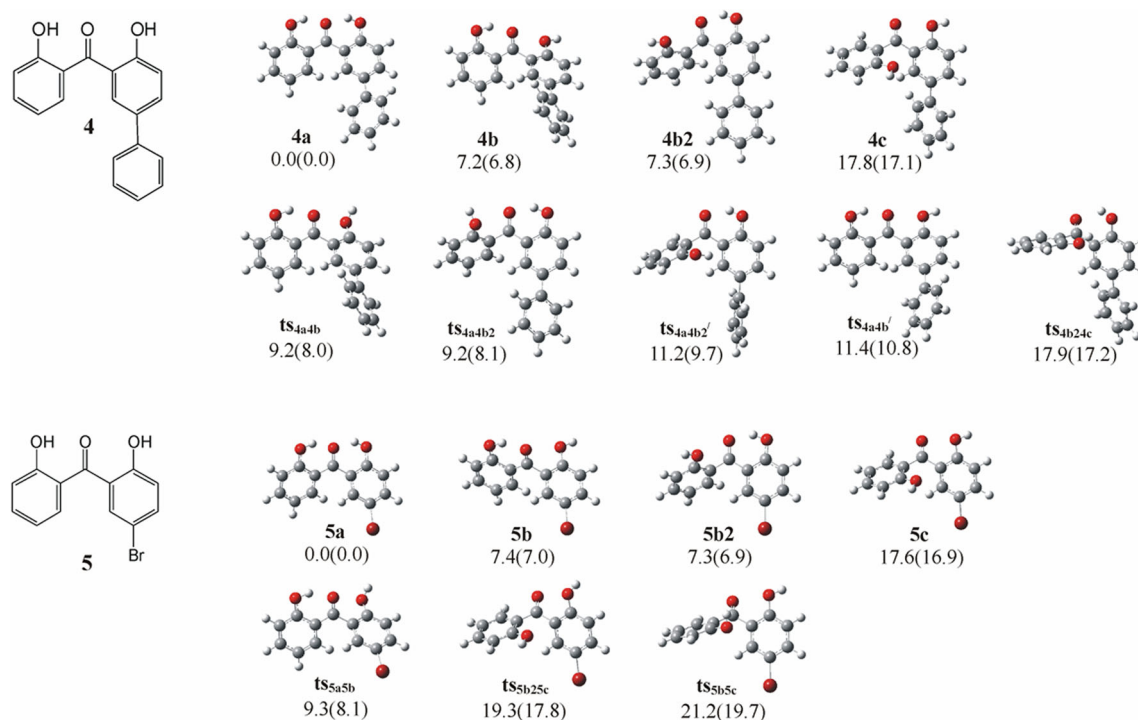 OH O OH
4
4a
0.0(0.0)
4b
7.2(6.8)
4b2
7.3(6.9)
4c
17.8(17.1)
ts4a4b
9.2(8.0)
ts4a4b2
9.2(8.1)
ts4a4b2/
11.2(9.7)
ts4a4b/
11.4(10.8)
ts4b24c
17.9(17.2)
OH O OH
Br
5
5a
0.0(0.0)
5b
7.4(7.0)
5b2
7.3(6.9)
5c
17.6(16.9)
ts5a5b
9.3(8.1)
ts5b25c
19.3(17.8)
ts5b5c
21.2(19.7)